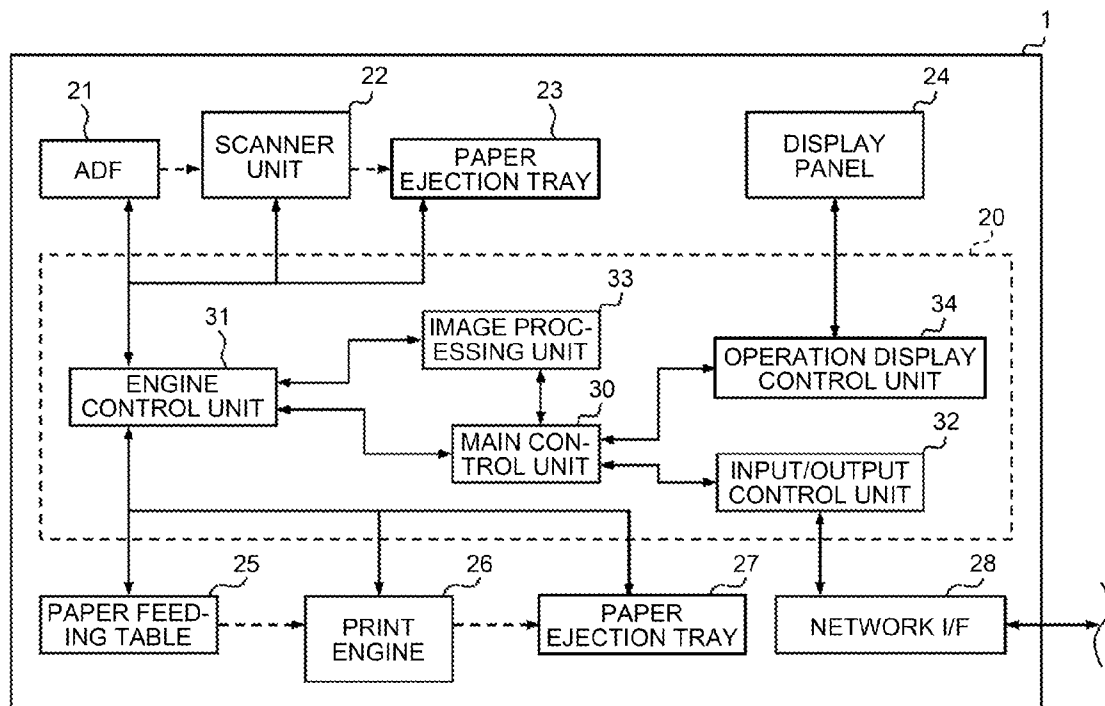 1
21
22
23
24
ADF
SCANNER
UNIT
PAPER
EJECTION TRAY
DISPLAY
PANEL
20
31
33
34
ENGINE
CONTROL UNIT
IMAGE PROC-
ESSING UNIT
OPERATION DISPLAY
CONTROL UNIT
30
MAIN CON-
TROL UNIT
32
INPUT/OUTPUT
CONTROL UNIT
25
26
27
28
PAPER FEED-
ING TABLE
PRINT
ENGINE
PAPER
EJECTION TRAY
NETWORK I/F